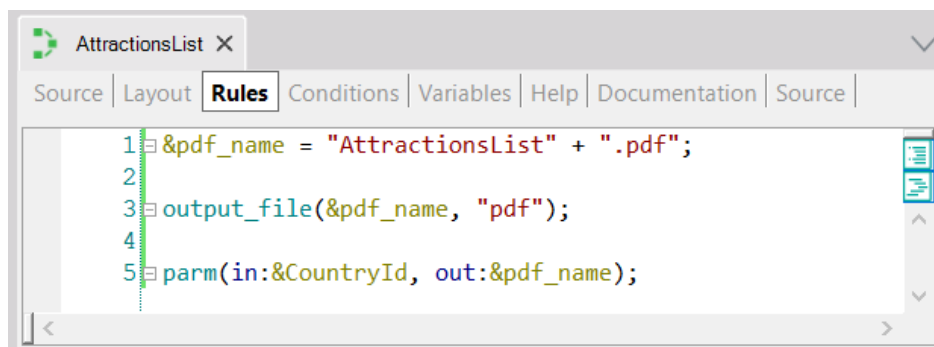 AttractionsList
Source Layout Rules Conditions Variables Help Documentation Source
1 &pdf_name = "AttractionsList" + ".pdf";
2
3 output_file(&pdf_name, "pdf");
4
5 parm(in:&CountryId, out:&pdf_name);